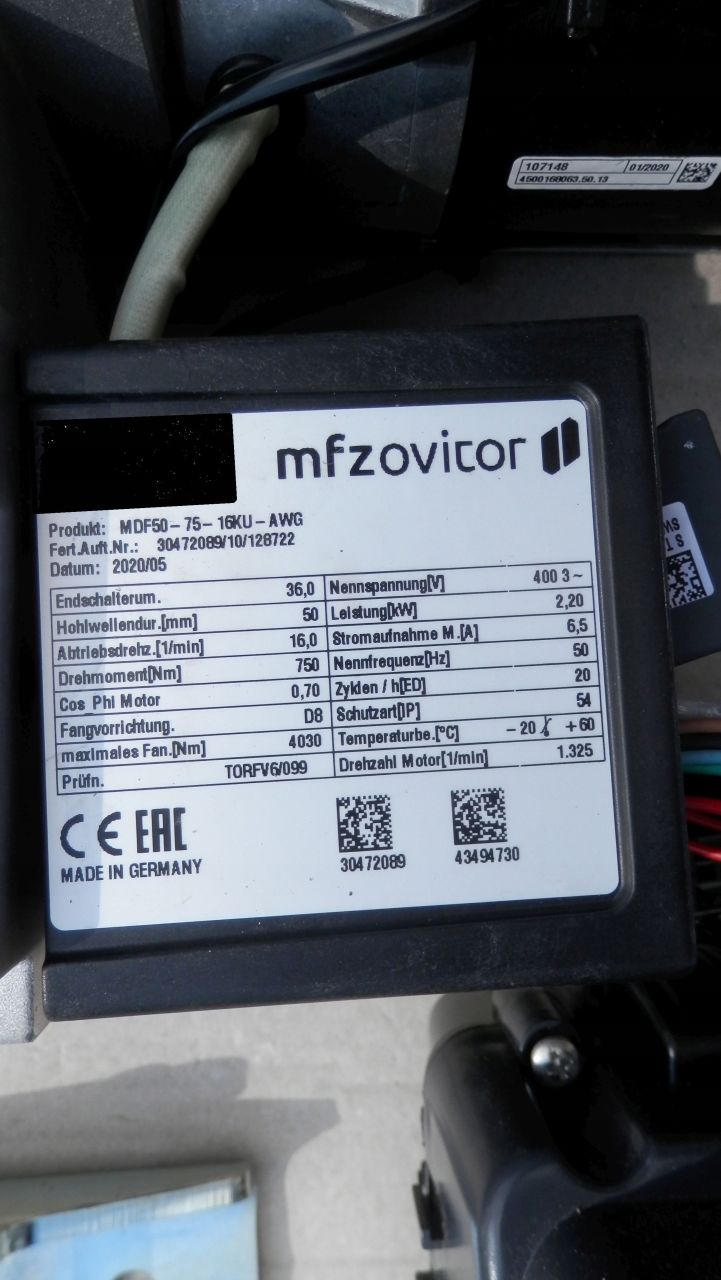 107148 01/2020
4500168063.50.13
mfzovitor
Produkt: MDF50-75-16KU-AWG
Fert.Auft.Nr.: 30472089/10/128722
Datum: 2020/05
Endschalterum. 36,0 Nennspannung[V] 400 3~
Hohlwellendur.[mm] 50 Leistung[kW] 2,20
Abtriebsdrehz.[1/min] 16,0 Stromaufnahme M.[A] 6,5
Drehmoment[Nm] 750 Nennfrequenz[Hz] 50
Cos_Phi Motor 0,70 Zyklen / h[ED] 20
Fangvorrichtung. D8 Schutzart[IP] 54
maximales Fan.[Nm] 4030 Temperaturbe.[°C] -20 +60
Prüfn. TORFV6/099 Drehzahl Motor[1/min] 1.325
CE EAC
MADE IN GERMANY
30472089 43494730